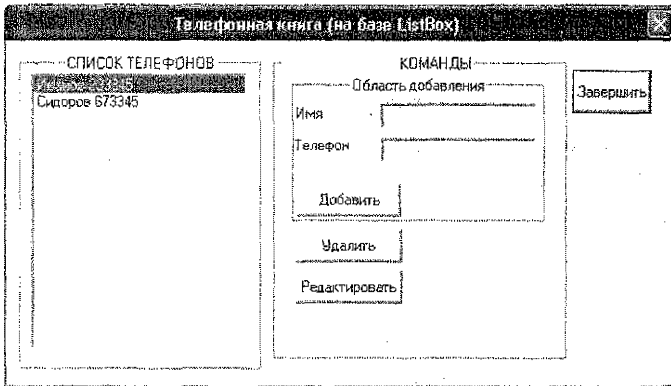 Телефонная книга (на базе ListBox)
СПИСОК ТЕЛЕФОНОВ
Сидоров 673345
КОМАНДЫ
Область добавления
Имя
Телефон
Добавить
Удалить
Редактировать
Завершить